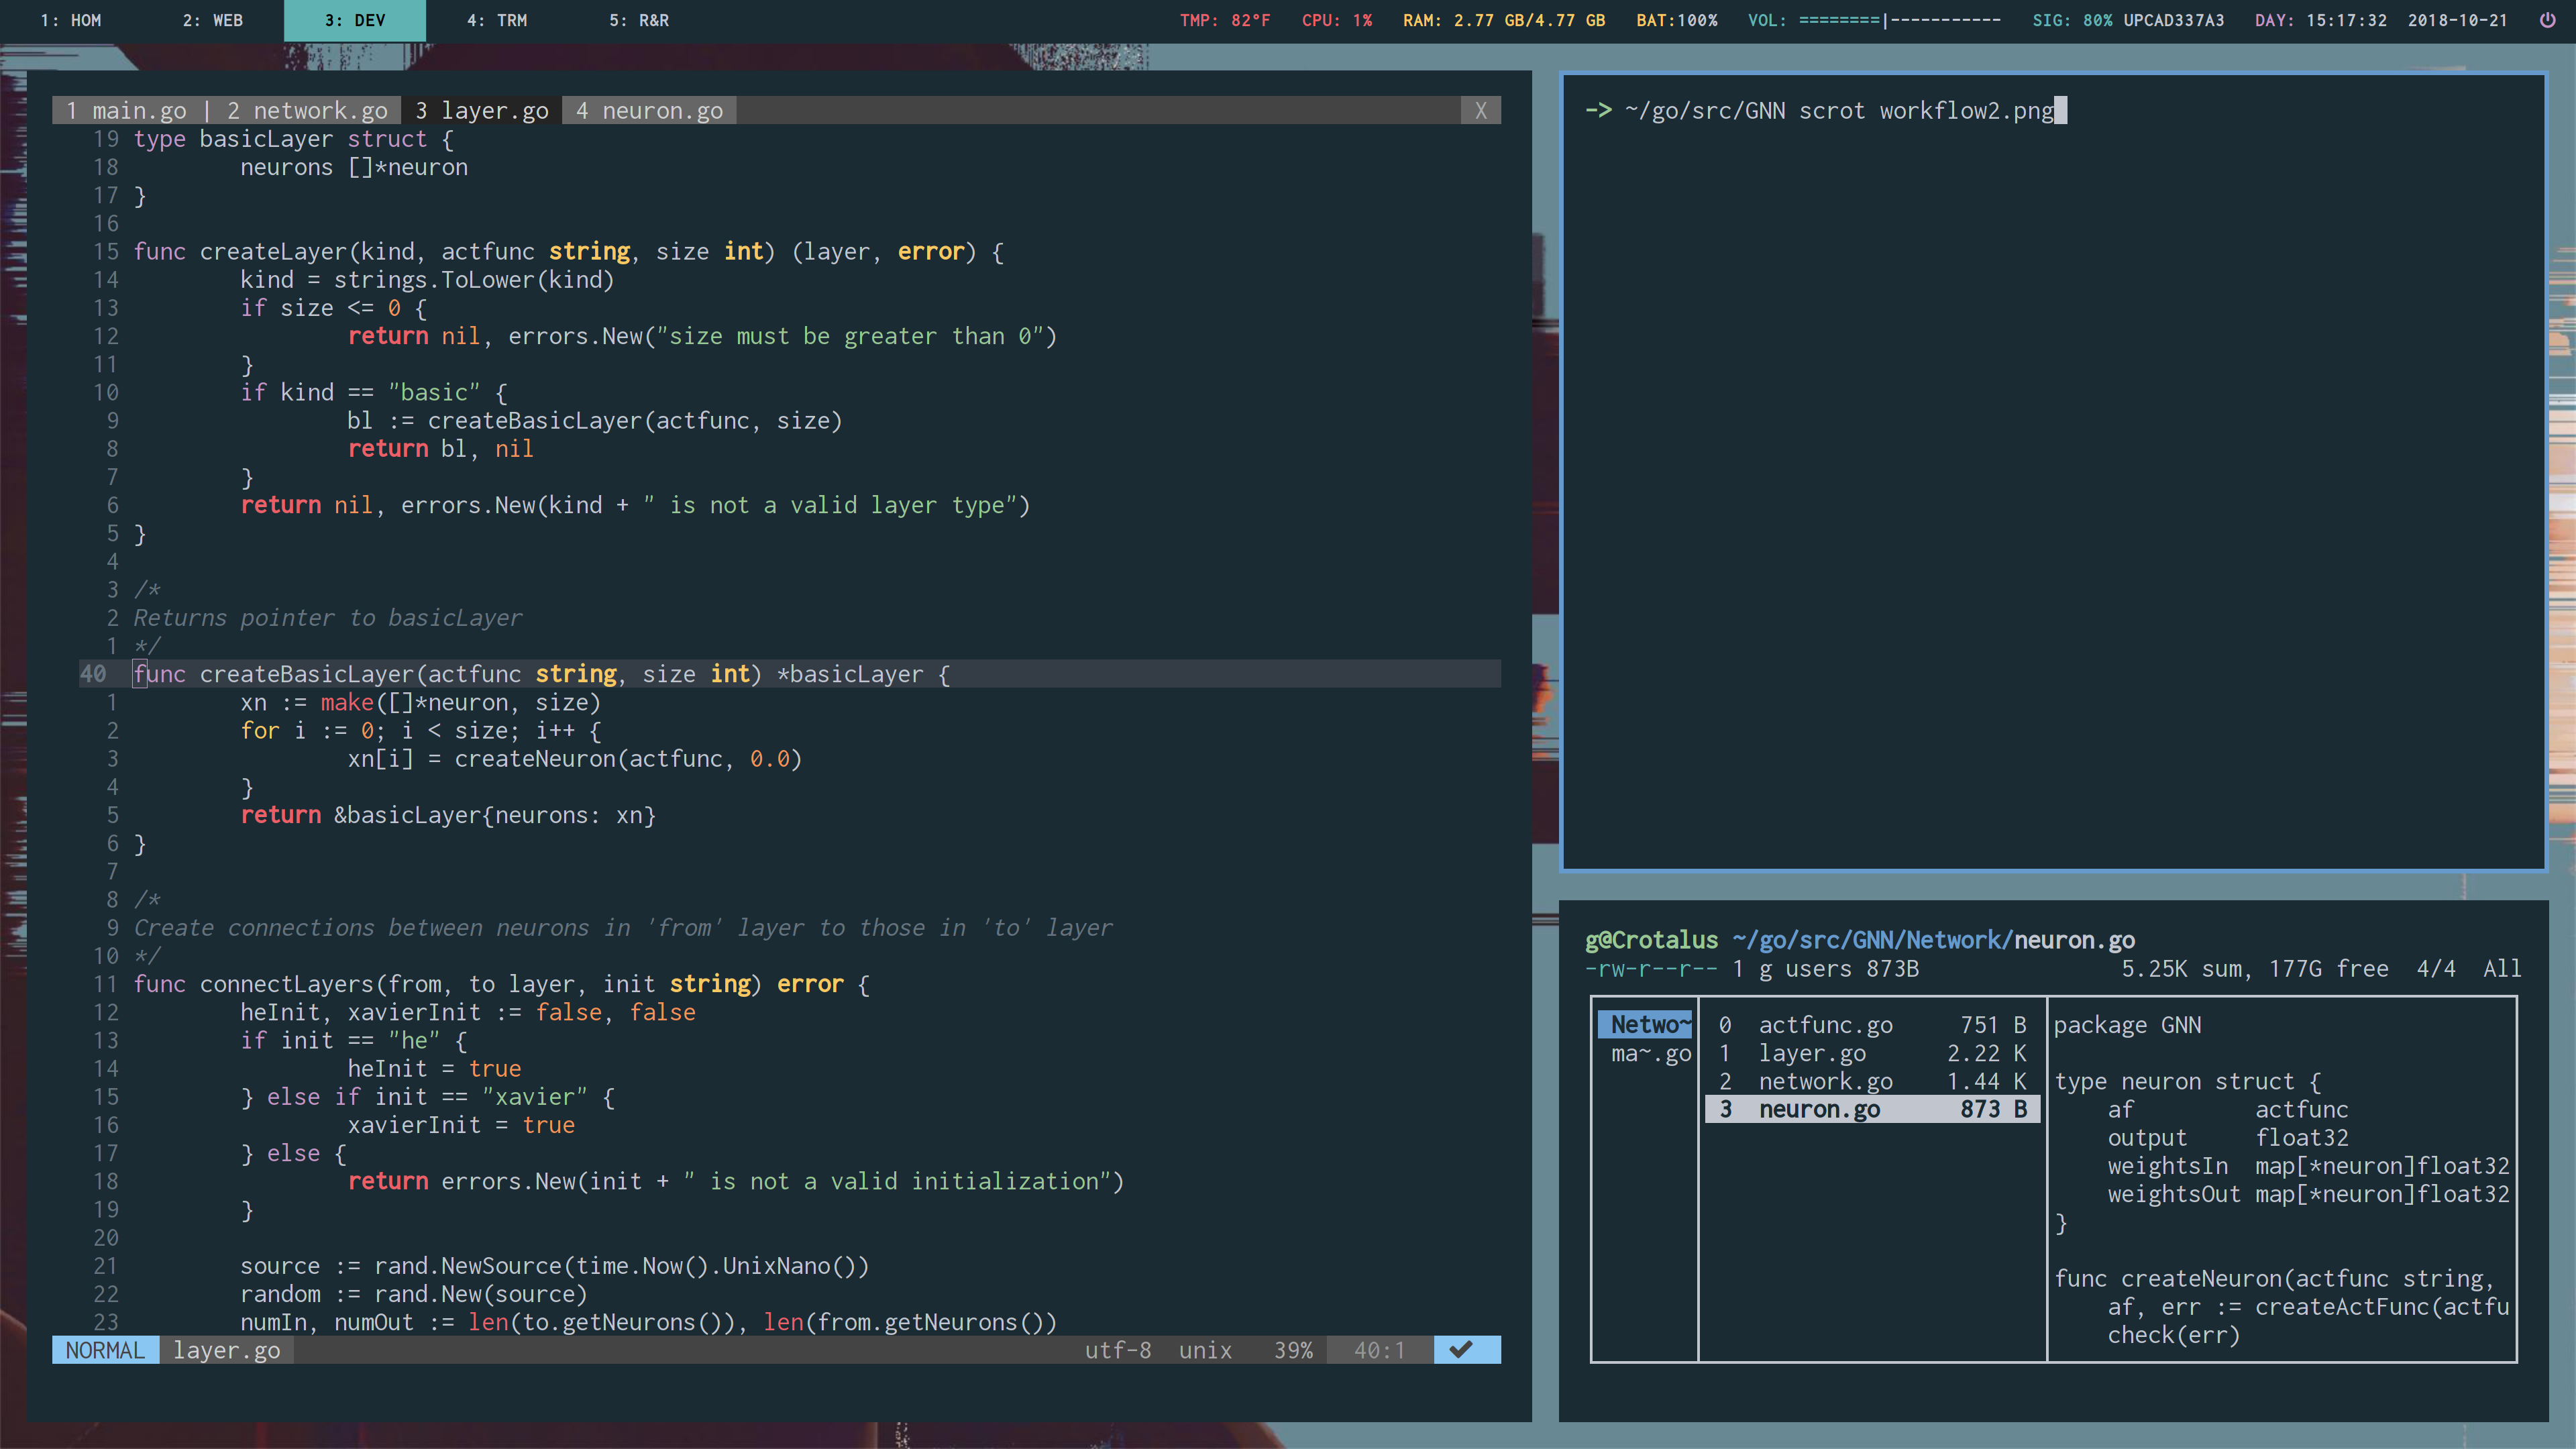 1: HOM 2: WEB 3: DEV 4: TRM 5: R&R TMP: 82°F CPU: 1% RAM: 2.77 GB/4.77 GB BAT:100% VOL: ========|----------- SIG: 80% UPCAD337A3 DAY: 15:17:32 2018-10-21
1 main.go | 2 network.go 3 layer.go 4 neuron.go X
19 type basicLayer struct {
18 neurons []*neuron
17 }
16
15 func createLayer(kind, actfunc string, size int) (layer, error) {
14 kind = strings.ToLower(kind)
13 if size <= 0 {
12 return nil, errors.New("size must be greater than 0")
11 }
10 if kind == "basic" {
9 bl := createBasicLayer(actfunc, size)
8 return bl, nil
7 }
6 return nil, errors.New(kind + " is not a valid layer type")
5 }
4
3 /*
2 Returns pointer to basicLayer
1 */
40 func createBasicLayer(actfunc string, size int) *basicLayer {
1 xn := make([]*neuron, size)
2 for i := 0; i < size; i++ {
3 xn[i] = createNeuron(actfunc, 0.0)
4 }
5 return &basicLayer{neurons: xn}
6 }
7
8 /*
9 Create connections between neurons in 'from' layer to those in 'to' layer
10 */
11 func connectLayers(from, to layer, init string) error {
12 heInit, xavierInit := false, false
13 if init == "he" {
14 heInit = true
15 } else if init == "xavier" {
16 xavierInit = true
17 } else {
18 return errors.New(init + " is not a valid initialization")
19 }
20
21 source := rand.NewSource(time.Now().UnixNano())
22 random := rand.New(source)
23 numIn, numOut := len(to.getNeurons()), len(from.getNeurons())
NORMAL layer.go utf-8 unix 39% 40:1 ✔
-> ~/go/src/GNN scrot workflow2.png
g@Crotalus ~/go/src/GNN/Network/neuron.go
-rw-r--r-- 1 g users 873B 5.25K sum, 177G free 4/4 All
Netwo~
ma~.go
0 actfunc.go 751 B
1 layer.go 2.22 K
2 network.go 1.44 K
3 neuron.go 873 B
package GNN
type neuron struct {
af actfunc
output float32
weightsIn map[*neuron]float32
weightsOut map[*neuron]float32
}
func createNeuron(actfunc string,
af, err := createActFunc(actfu
check(err)